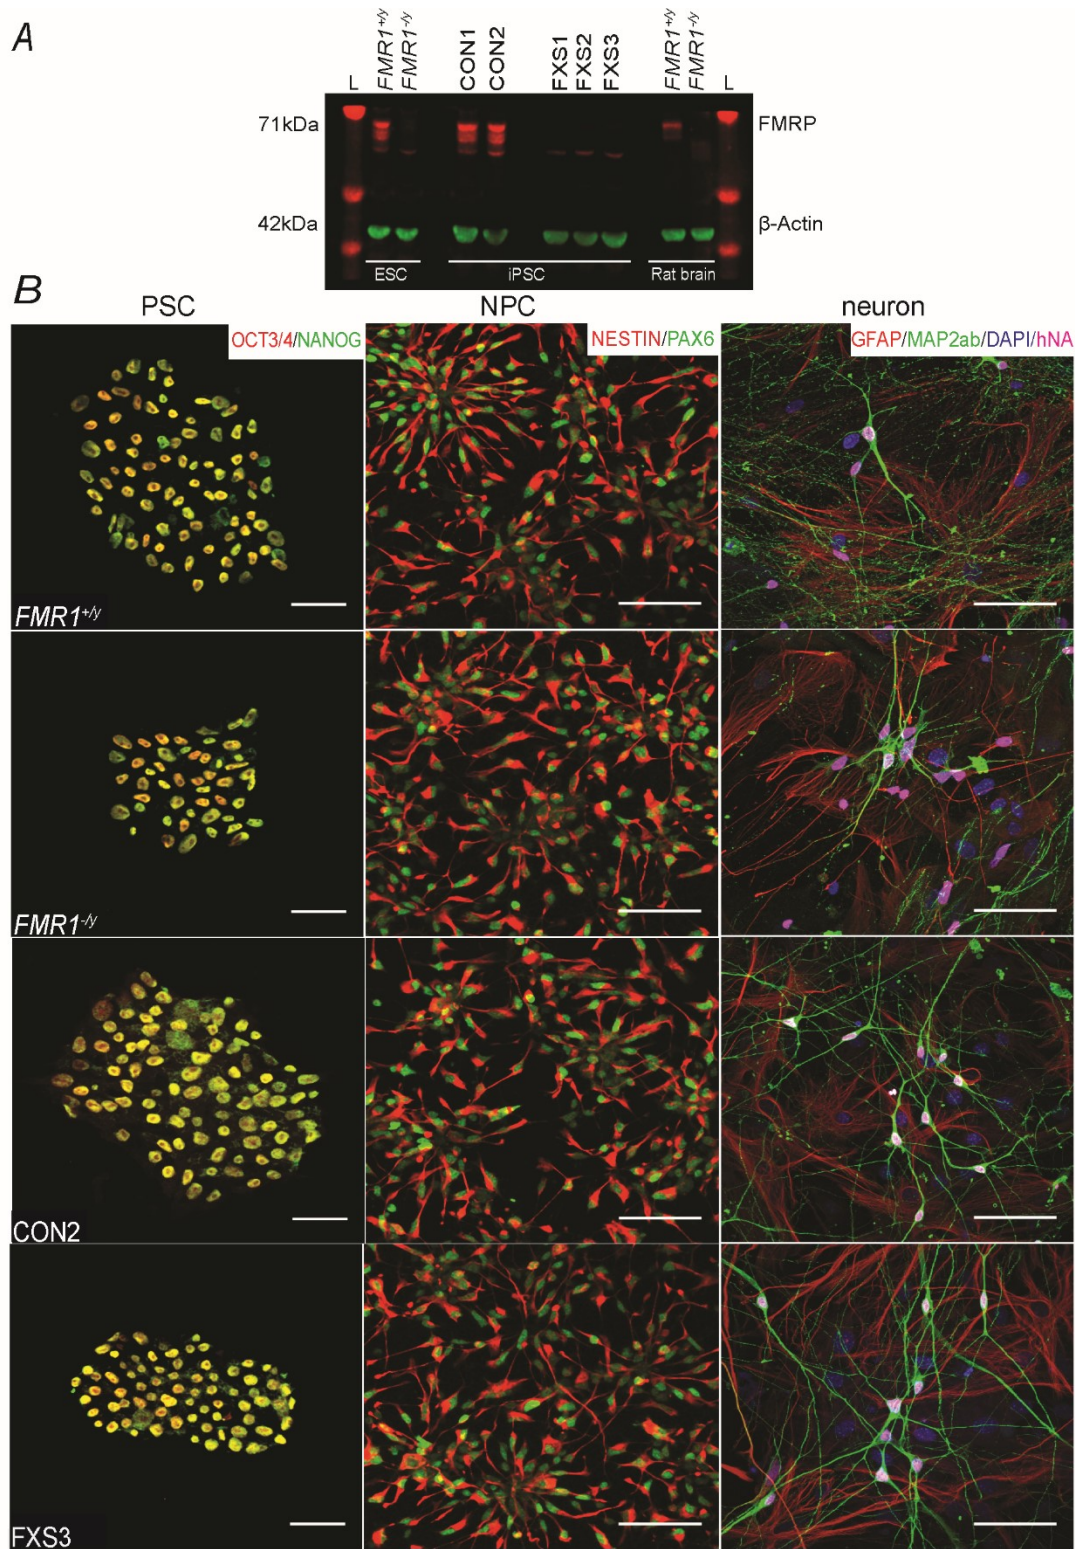 A
L FMR1+/y FMR1-/y CON1 CON2 FXS1 FXS2 FXS3 FMR1+/y FMR1-/y L
71kDa FMRP
42kDa β-Actin
ESC iPSC Rat brain
B PSC NPC neuron
OCT3/4/NANOG NESTIN/PAX6 GFAP/MAP2ab/DAPI/hNA
FMR1+/y
FMR1-/y
CON2
FXS3